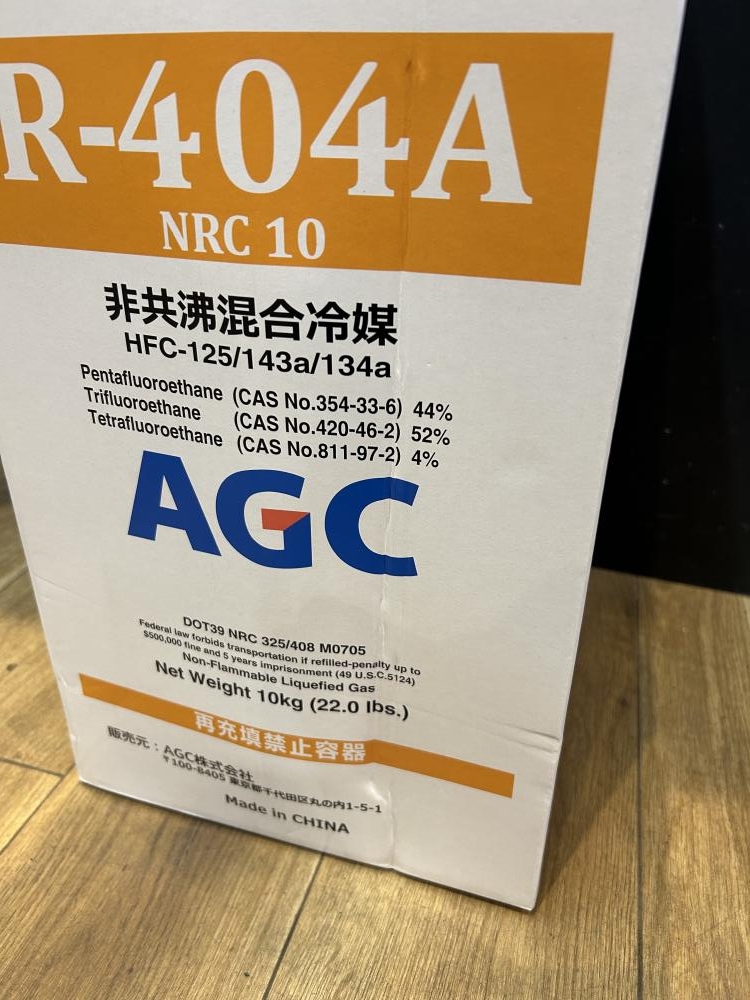 R-404A
NRC 10
非共沸混合冷媒
HFC-125/143a/134a
Pentafluoroethane (CAS No.354-33-6) 44%
Trifluoroethane (CAS No.420-46-2) 52%
Tetrafluoroethane (CAS No.811-97-2) 4%
AGC
DOT39 NRC 325/408 M0705
Federal law forbids transportation if refilled-penalty up to
$500,000 fine and 5 years imprisonment (49 U.S.C.5124)
Non-Flammable Liquefied Gas
Net Weight 10kg (22.0 lbs.)
再充填禁止容器
販売元：AGC株式会社
〒100-8405 東京都千代田区丸の内1-5-1
Made in CHINA